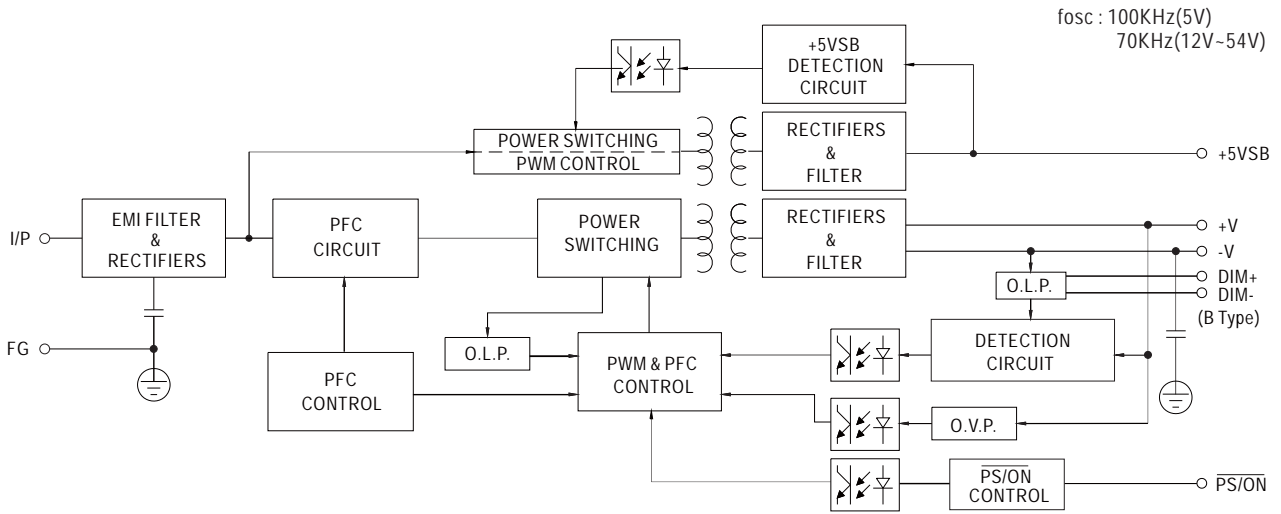 fosc : 100KHz(5V)
70KHz(12V~54V)
+5VSB
DETECTION
CIRCUIT
POWER SWITCHING
PWM CONTROL
RECTIFIERS
&
FILTER
+5VSB
I/P
EMI FILTER
&
RECTIFIERS
PFC
CIRCUIT
POWER
SWITCHING
RECTIFIERS
&
FILTER
+V
-V
O.L.P.
DIM+
DIM-
(B Type)
FG
O.L.P.
PFC
CONTROL
PWM & PFC
CONTROL
DETECTION
CIRCUIT
O.V.P.
PS/ON
CONTROL
PS/ON